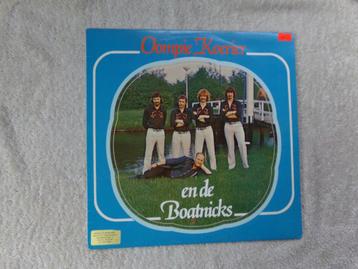 Oompie Koerier
en de
Boatnicks